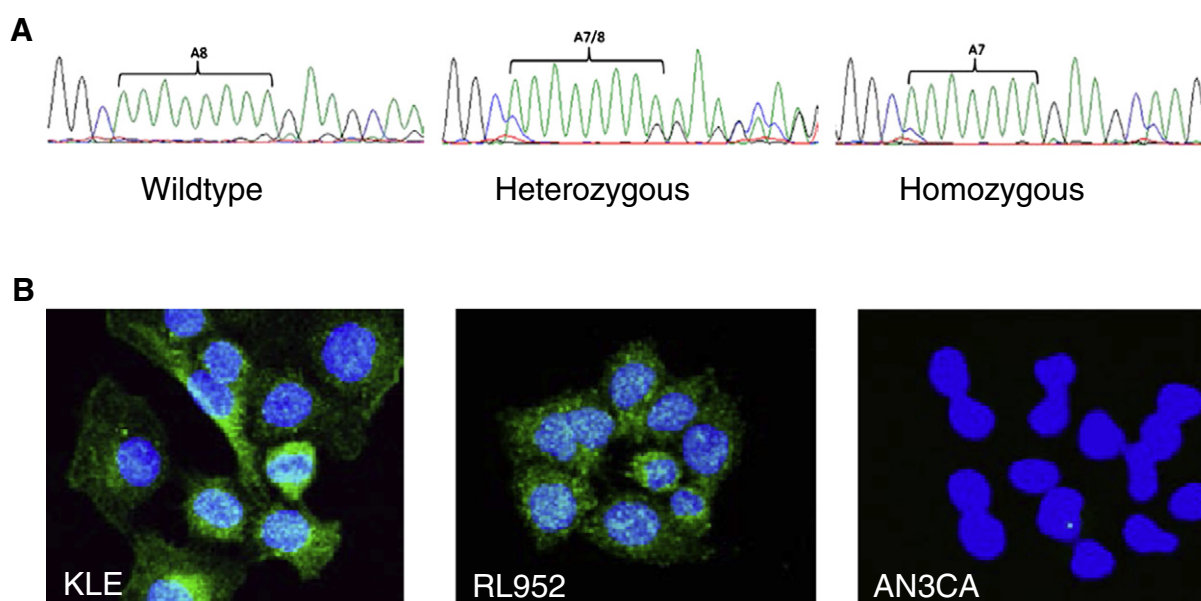 A
A8
A7/8
A7
Wildtype
Heterozygous
Homozygous
B
KLE
RL952
AN3CA